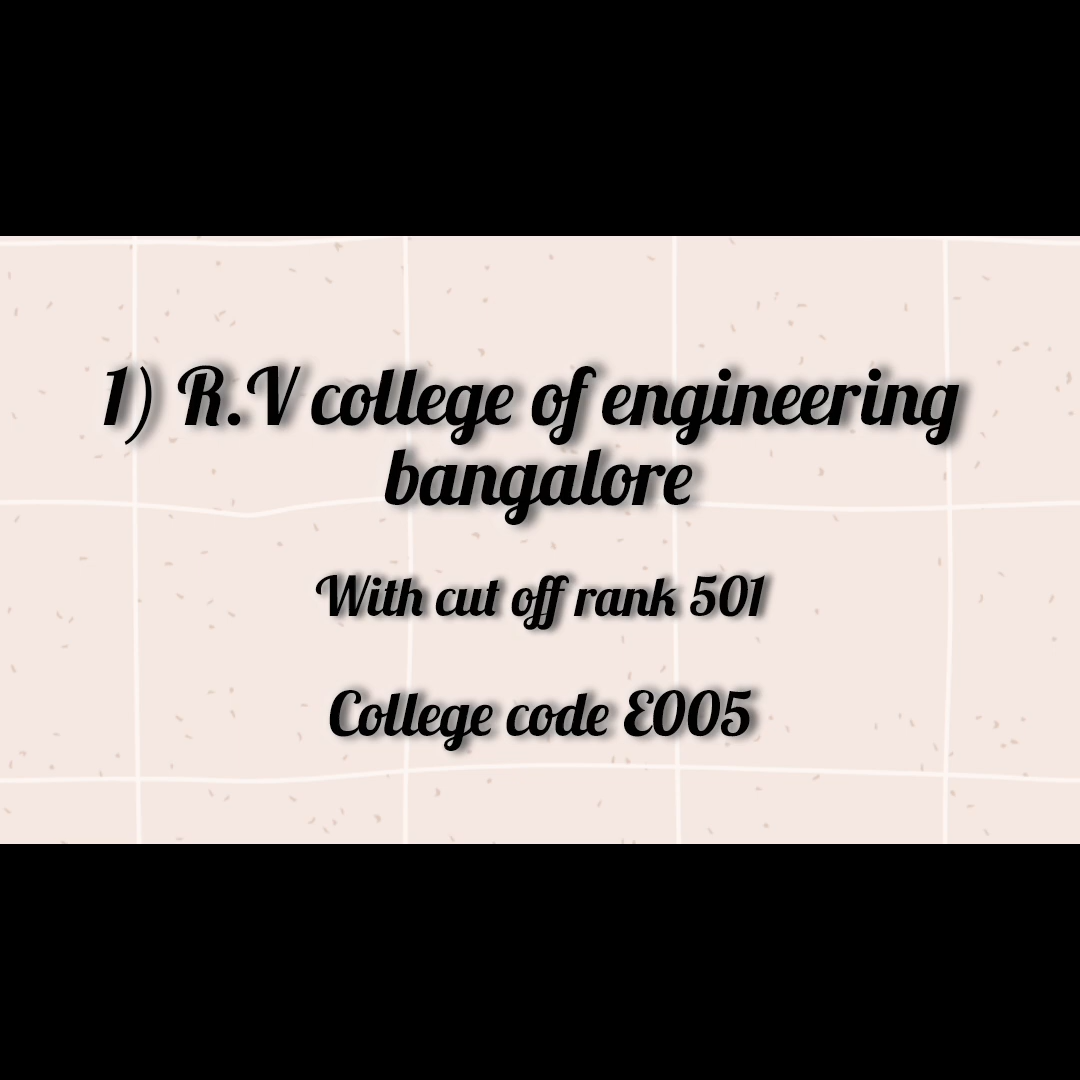 1) R.V college of engineering
bangalore
With cut off rank 501
College code E005